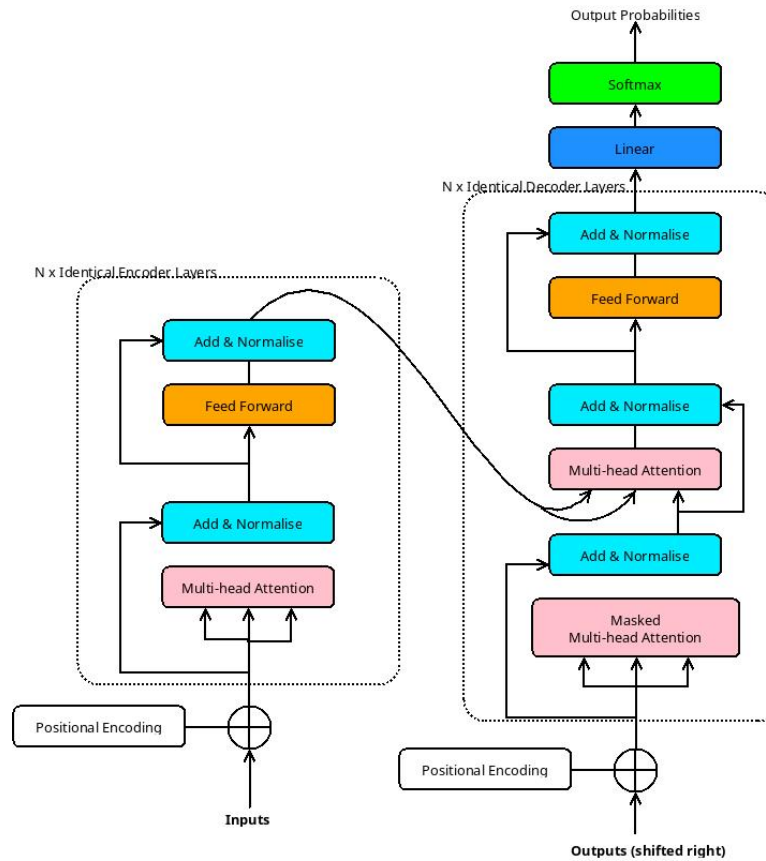 Output Probabilities
Softmax
Linear
N x Identical Decoder Layers
Add & Normalise
Feed Forward
Add & Normalise
Multi-head Attention
Add & Normalise
Masked
Multi-head Attention
Positional Encoding
Outputs (shifted right)
N x Identical Encoder Layers
Add & Normalise
Feed Forward
Add & Normalise
Multi-head Attention
Positional Encoding
Inputs